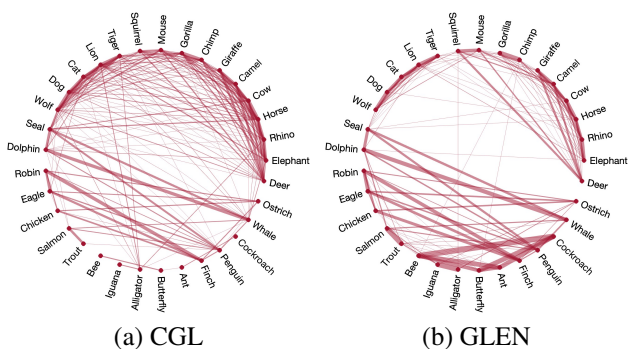 Squirrel
Mouse
Gorilla
Chimp
Giraffe
Camel
Cow
Horse
Rhino
Elephant
Deer
Ostrich
Whale
Cockroach
Penguin
Finch
Ant
Butterfly
Alligator
Iguana
Bee
Trout
Salmon
Chicken
Eagle
Robin
Dolphin
Seal
Wolf
Dog
Cat
Lion
Tiger
(a) CGL
Squirrel
Mouse
Gorilla
Chimp
Giraffe
Camel
Cow
Horse
Rhino
Elephant
Deer
Ostrich
Whale
Cockroach
Penguin
Finch
Ant
Butterfly
Alligator
Iguana
Bee
Trout
Salmon
Chicken
Eagle
Robin
Dolphin
Seal
Wolf
Dog
Cat
Lion
Tiger
(b) GLEN